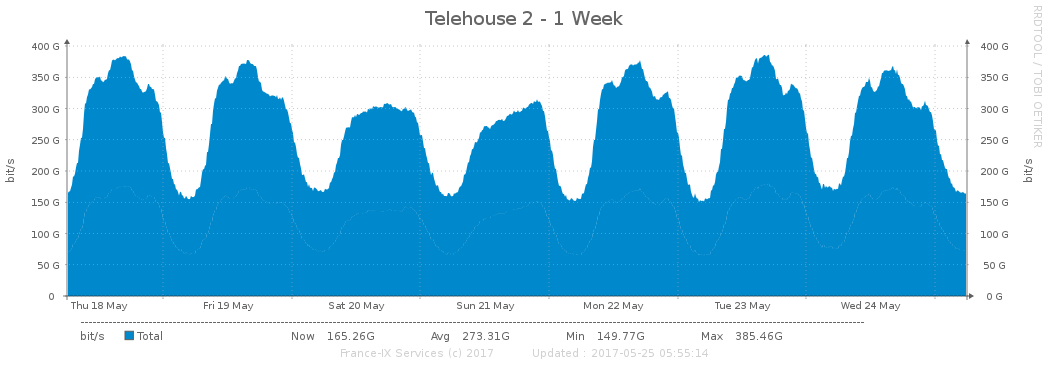 Telehouse 2 - 1 Week
RRDTOOL / TOBI OETIKER
400 G 400 G
350 G 350 G
300 G 300 G
250 G 250 G
200 G 200 G
150 G 150 G
100 G 100 G
50 G 50 G
0 0 G
bit/s bit/s
Thu 18 May Fri 19 May Sat 20 May Sun 21 May Mon 22 May Tue 23 May Wed 24 May
bit/s Total Now 165.26G Avg 273.31G Min 149.77G Max 385.46G
France-IX Services (c) 2017 Updated : 2017-05-25 05:55:14